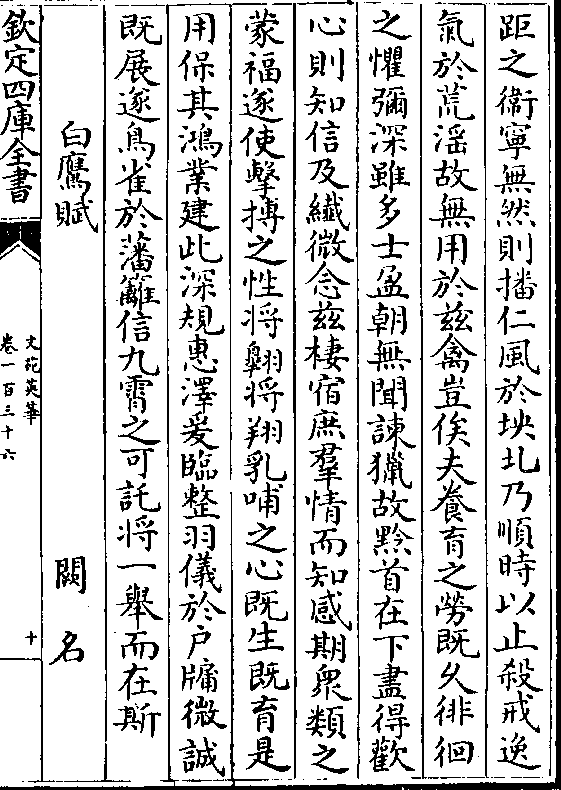 距之衞寧無然則播仁風於坱圠乃順時以止殺戒逸
氣於荒滛故無用於兹禽豈俟夫養育之勞既久徘徊
之懼彌深雖多士盈朝無聞諫獵故黔首在下盡得歡
心則知信及纎微念兹棲宿庶羣情而知感期衆類之
蒙福遂使擊搏之性将翱将翔乳哺之心既生既育是
用保其鴻業建此深規惠澤爰臨整羽儀於户牖微誠
既展逐鳥雀於藩籬信九霄之可託将一舉而在斯
白鷹賦 闕名
欽定四庫全書
文苑英華
卷一百三十六
十